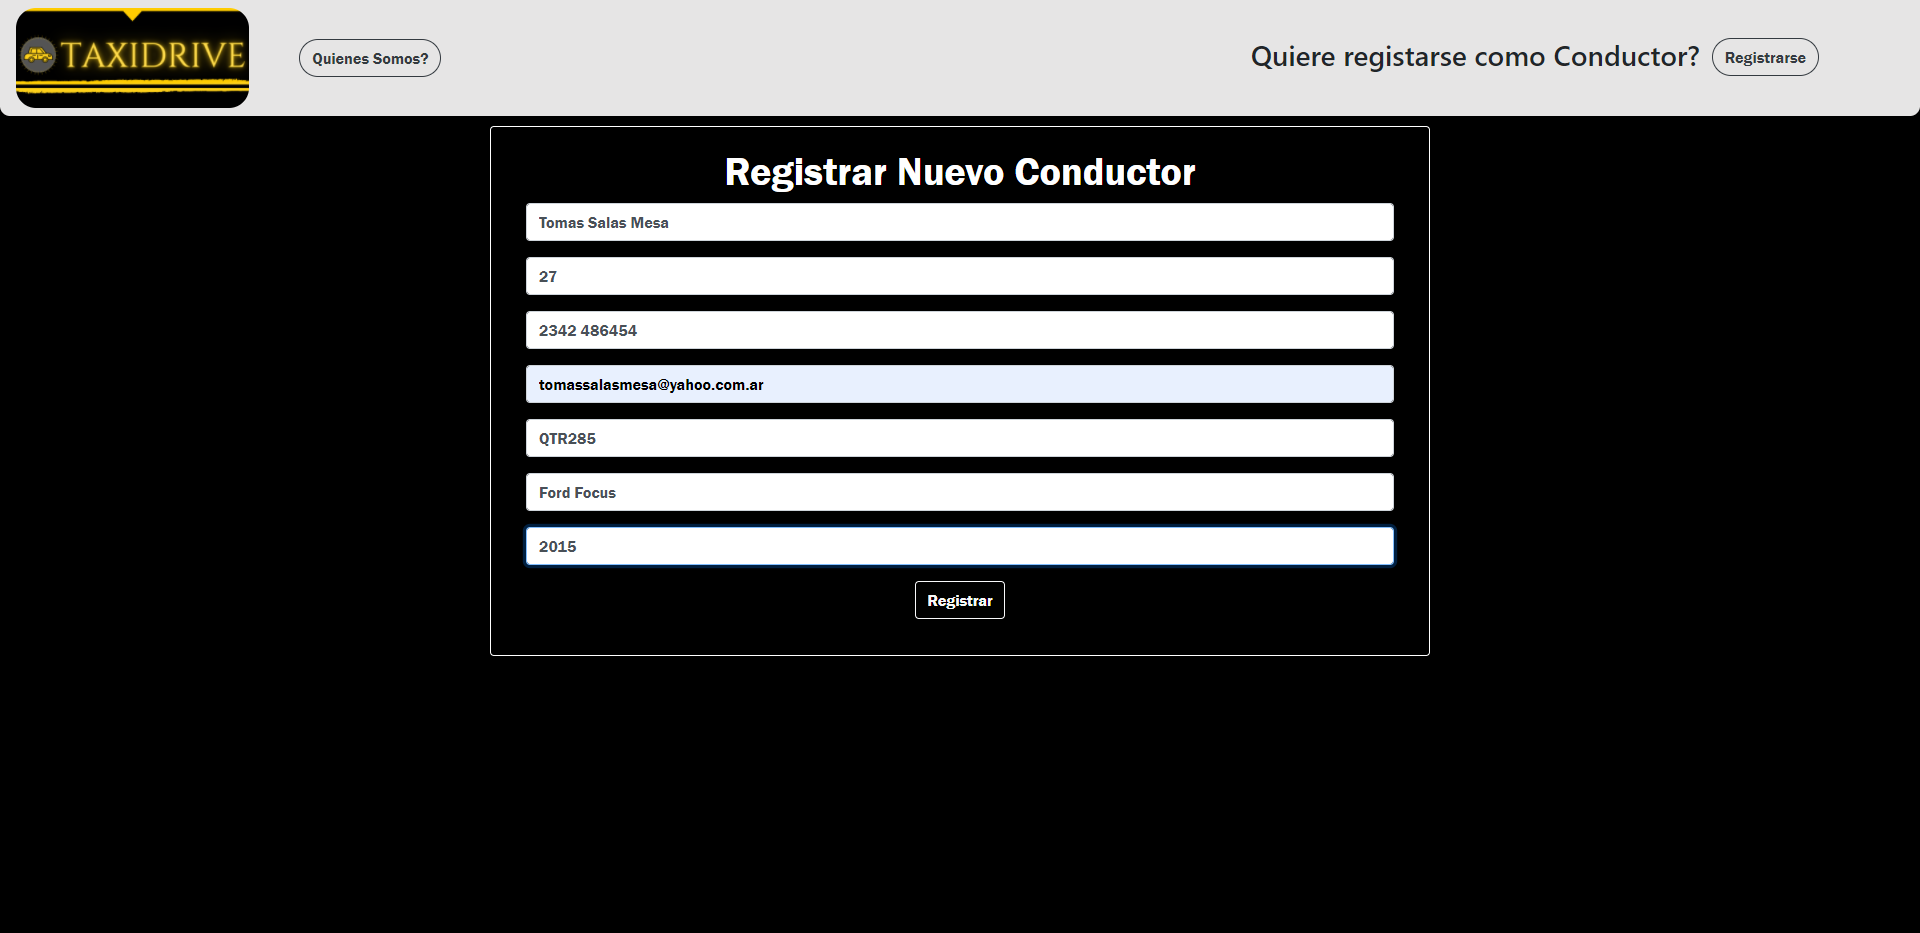 TAXIDRIVE
Quienes Somos?
Quiere registarse como Conductor?
Registrarse
Registrar Nuevo Conductor
Tomas Salas Mesa
27
2342 486454
tomassalasmesa@yahoo.com.ar
QTR285
Ford Focus
2015
Registrar